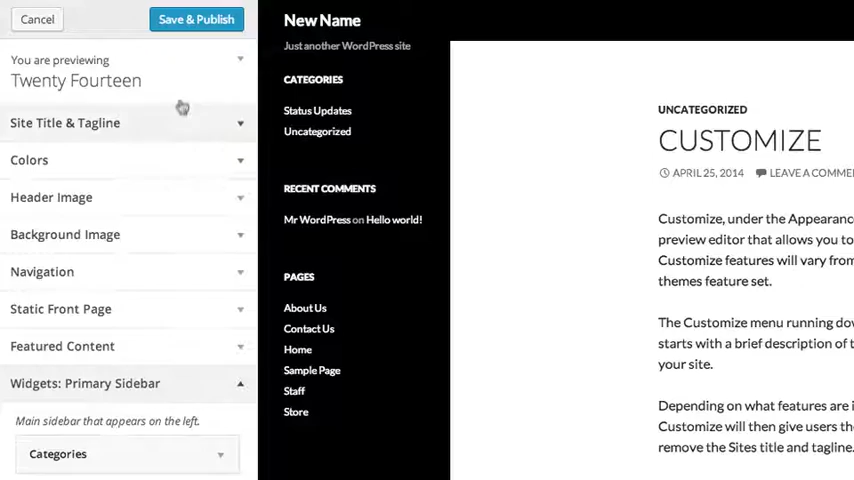 Cancel
Save & Publish
You are previewing
Twenty Fourteen
Site Title & Tagline
Colors
Header Image
Background Image
Navigation
Static Front Page
Featured Content
Widgets: Primary Sidebar
Main sidebar that appears on the left.
Categories
New Name
Just another WordPress site
CATEGORIES
Status Updates
Uncategorized
RECENT COMMENTS
Mr WordPress on Hello world!
PAGES
About Us
Contact Us
Home
Sample Page
Staff
Store
UNCATEGORIZED
CUSTOMIZE
APRIL 25, 2014 LEAVE A COMME
Customize, under the Appearanc
preview editor that allows you to
Customize features will vary from
themes feature set.
The Customize menu running dow
starts with a brief description of t
your site.
Depending on what features are i
Customize will then give users the
remove the Sites title and tagline.